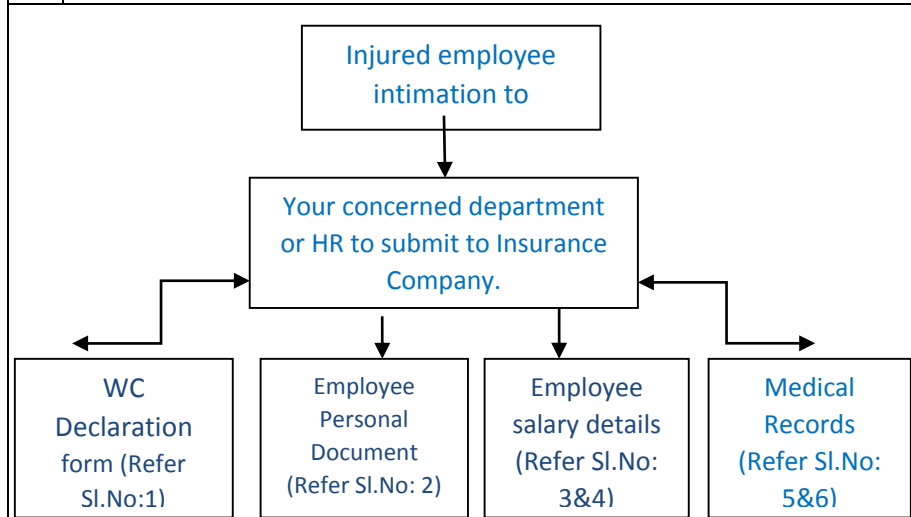 Injured employee
intimation to
Your concerned department
or HR to submit to Insurance
Company.
WC
Declaration
form (Refer
Sl.No:1)
Employee
Personal
Document
(Refer Sl.No: 2)
Employee
salary details
(Refer Sl.No:
3&4)
Medical
Records
(Refer Sl.No:
5&6)